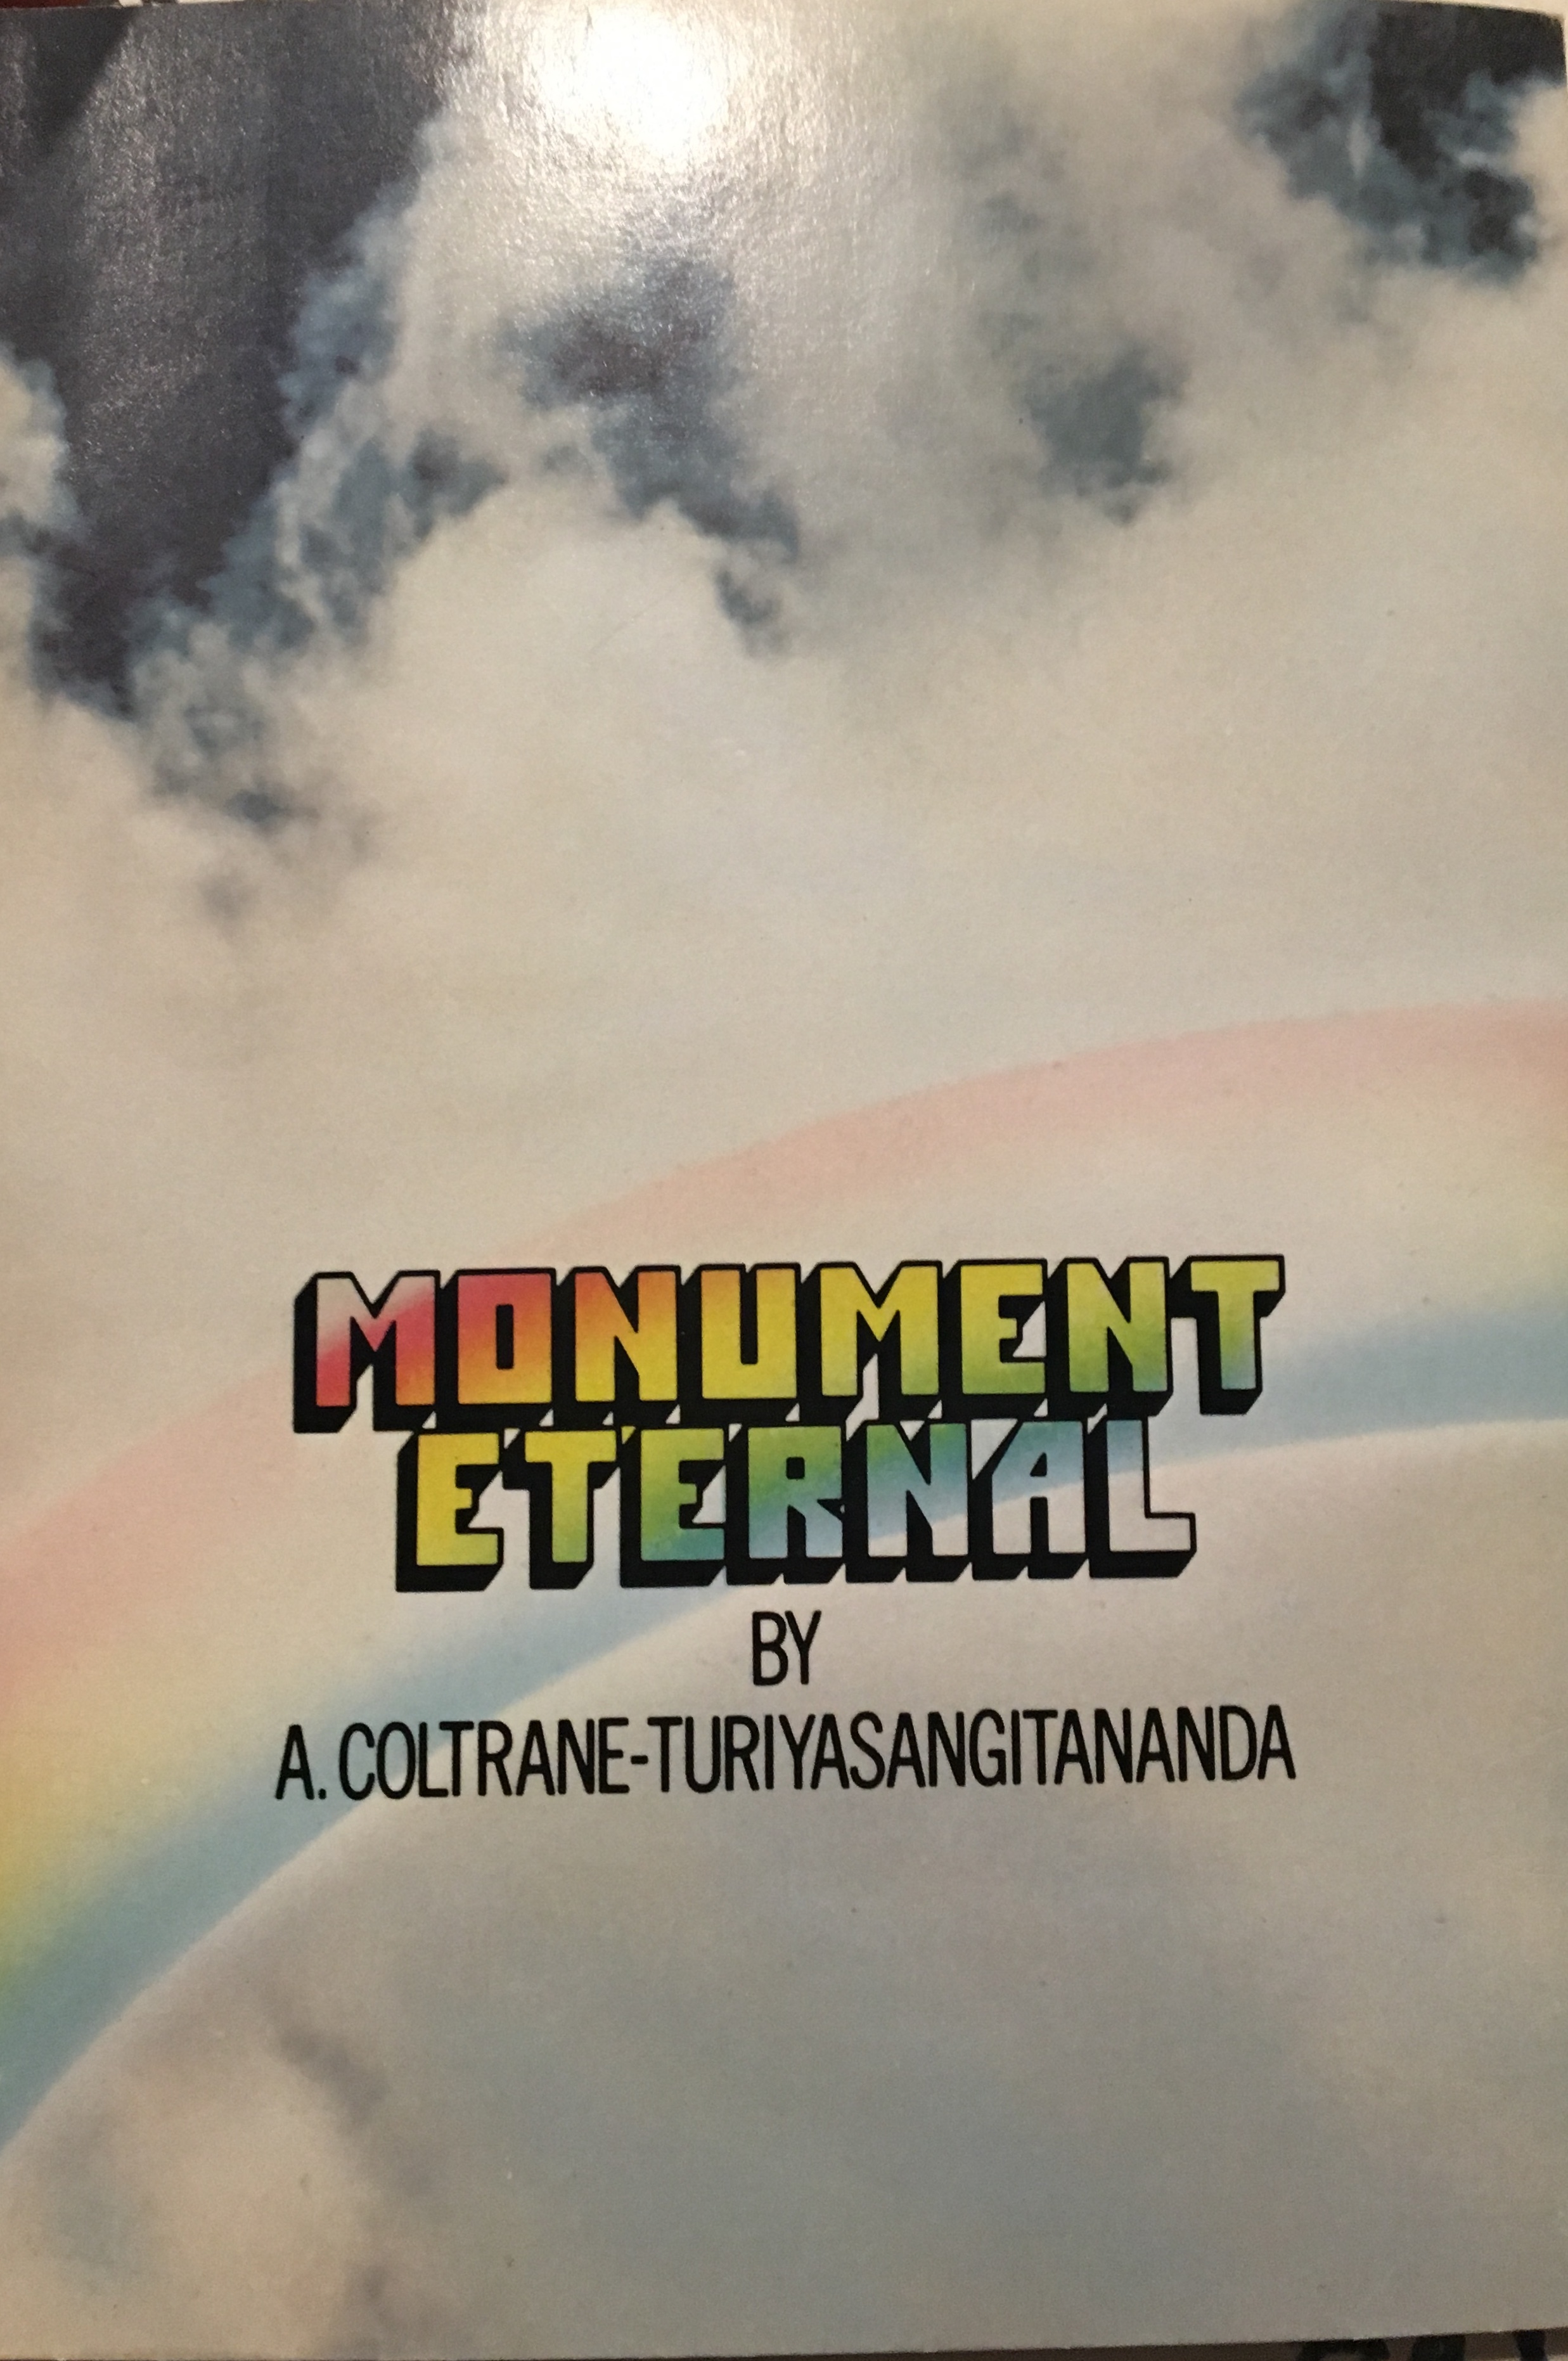 MONUMENT
ETERNAL
BY
A. COLTRANE-TURIYASANGITANANDA